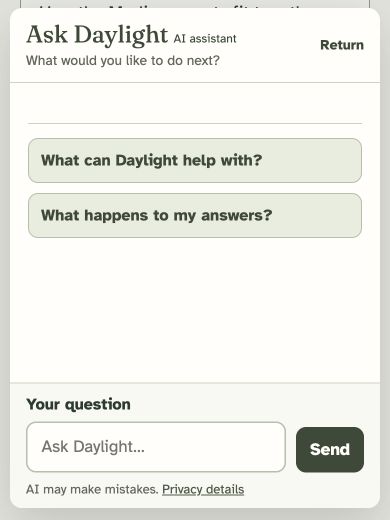 Ask Daylight AI assistant
Return
What would you like to do next?
What can Daylight help with?
What happens to my answers?
Your question
Ask Daylight...
Send
AI may make mistakes. Privacy details